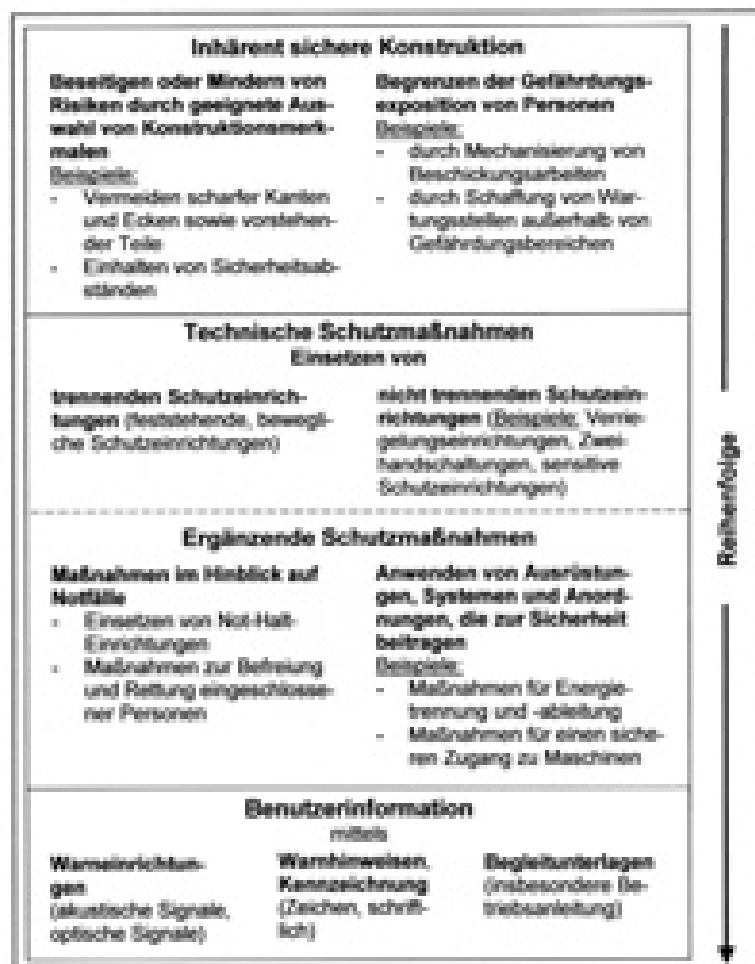 Inhärent sichere Konstruktion
Beseitigen oder Mindern von
Risiken durch geeignete Aus-
wahl von Konstruktionsmerk-
malen
Beispiele:
- Vermeiden scharfer Kanten
und Ecken sowie vorstehen-
der Teile
- Einhalten von Sicherheitsab-
ständen
Begrenzen der Gefährdungs-
exposition von Personen
Beispiele:
- durch Mechanisierung von
Beschickungsarbeiten
- durch Schaffung von War-
tungsstellen außerhalb von
Gefährdungsbereichen
Technische Schutzmaßnahmen
Einsetzen von
trennenden Schutzeinrich-
tungen (feststehende, bewegli-
che Schutzeinrichtungen)
nicht trennenden Schutzein-
richtungen (Beispiele: Verrie-
gelungseinrichtungen, Zwei-
handschaltungen, sensitive
Schutzeinrichtungen)
Ergänzende Schutzmaßnahmen
Maßnahmen im Hinblick auf
Notfälle
- Einsetzen von Not-Halt-
Einrichtungen
- Maßnahmen zur Befreiung
und Rettung eingeschlosse-
ner Personen
Anwenden von Ausrüstun-
gen, Systemen und Anord-
nungen, die zur Sicherheit
beitragen
Beispiele:
- Maßnahmen für Energie-
trennung und -ableitung
- Maßnahmen für einen siche-
ren Zugang zu Maschinen
Benutzerinformation
mittels
Warneinrichtun-
gen
(akustische Signale,
optische Signale)
Warnhinweisen,
Kennzeichnung
(Zeichen, schrift-
lich)
Begleitunterlagen
(insbesondere Be-
triebsanleitung)
Reihenfolge